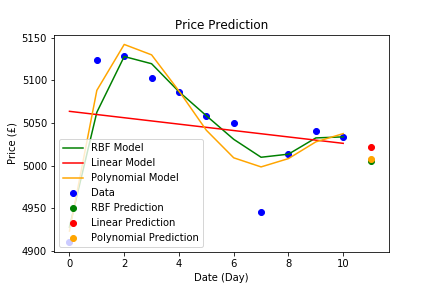 Price Prediction
Price (£)
5150
5100
5050
5000
4950
4900
RBF Model
Linear Model
Polynomial Model
Data
RBF Prediction
Linear Prediction
Polynomial Prediction
0 2 4 6 8 10
Date (Day)